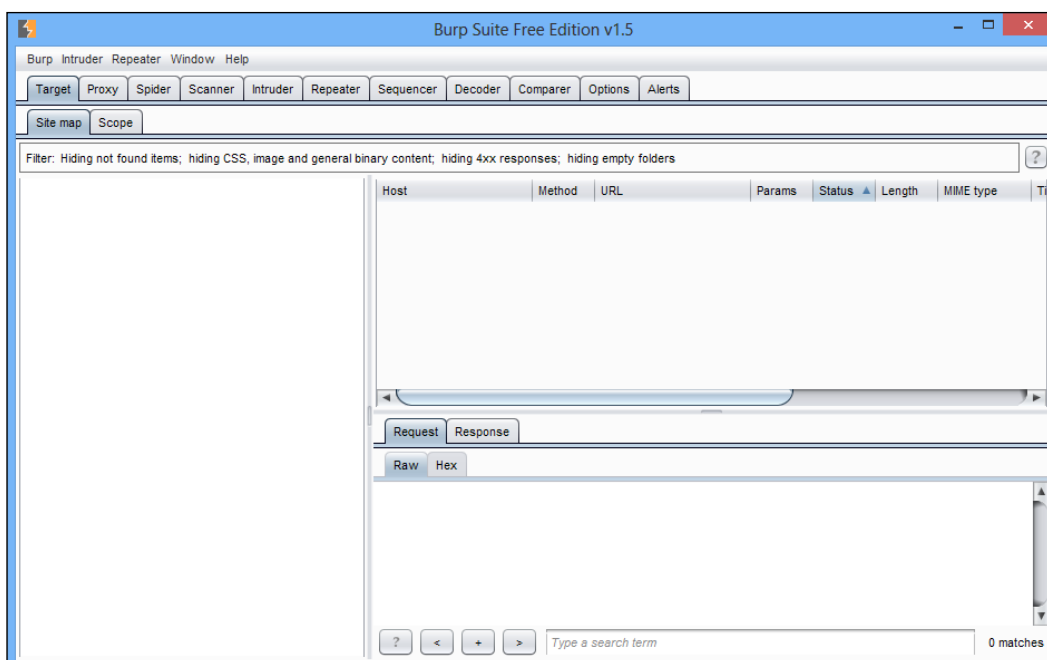 Burp Suite Free Edition v1.5
Burp Intruder Repeater Window Help
Target Proxy Spider Scanner Intruder Repeater Sequencer Decoder Comparer Options Alerts
Site map Scope
Filter: Hiding not found items; hiding CSS, image and general binary content; hiding 4xx responses; hiding empty folders ?
Host Method URL Params Status Length MIME type Ti
Request Response
Raw Hex
? < + > Type a search term 0 matches